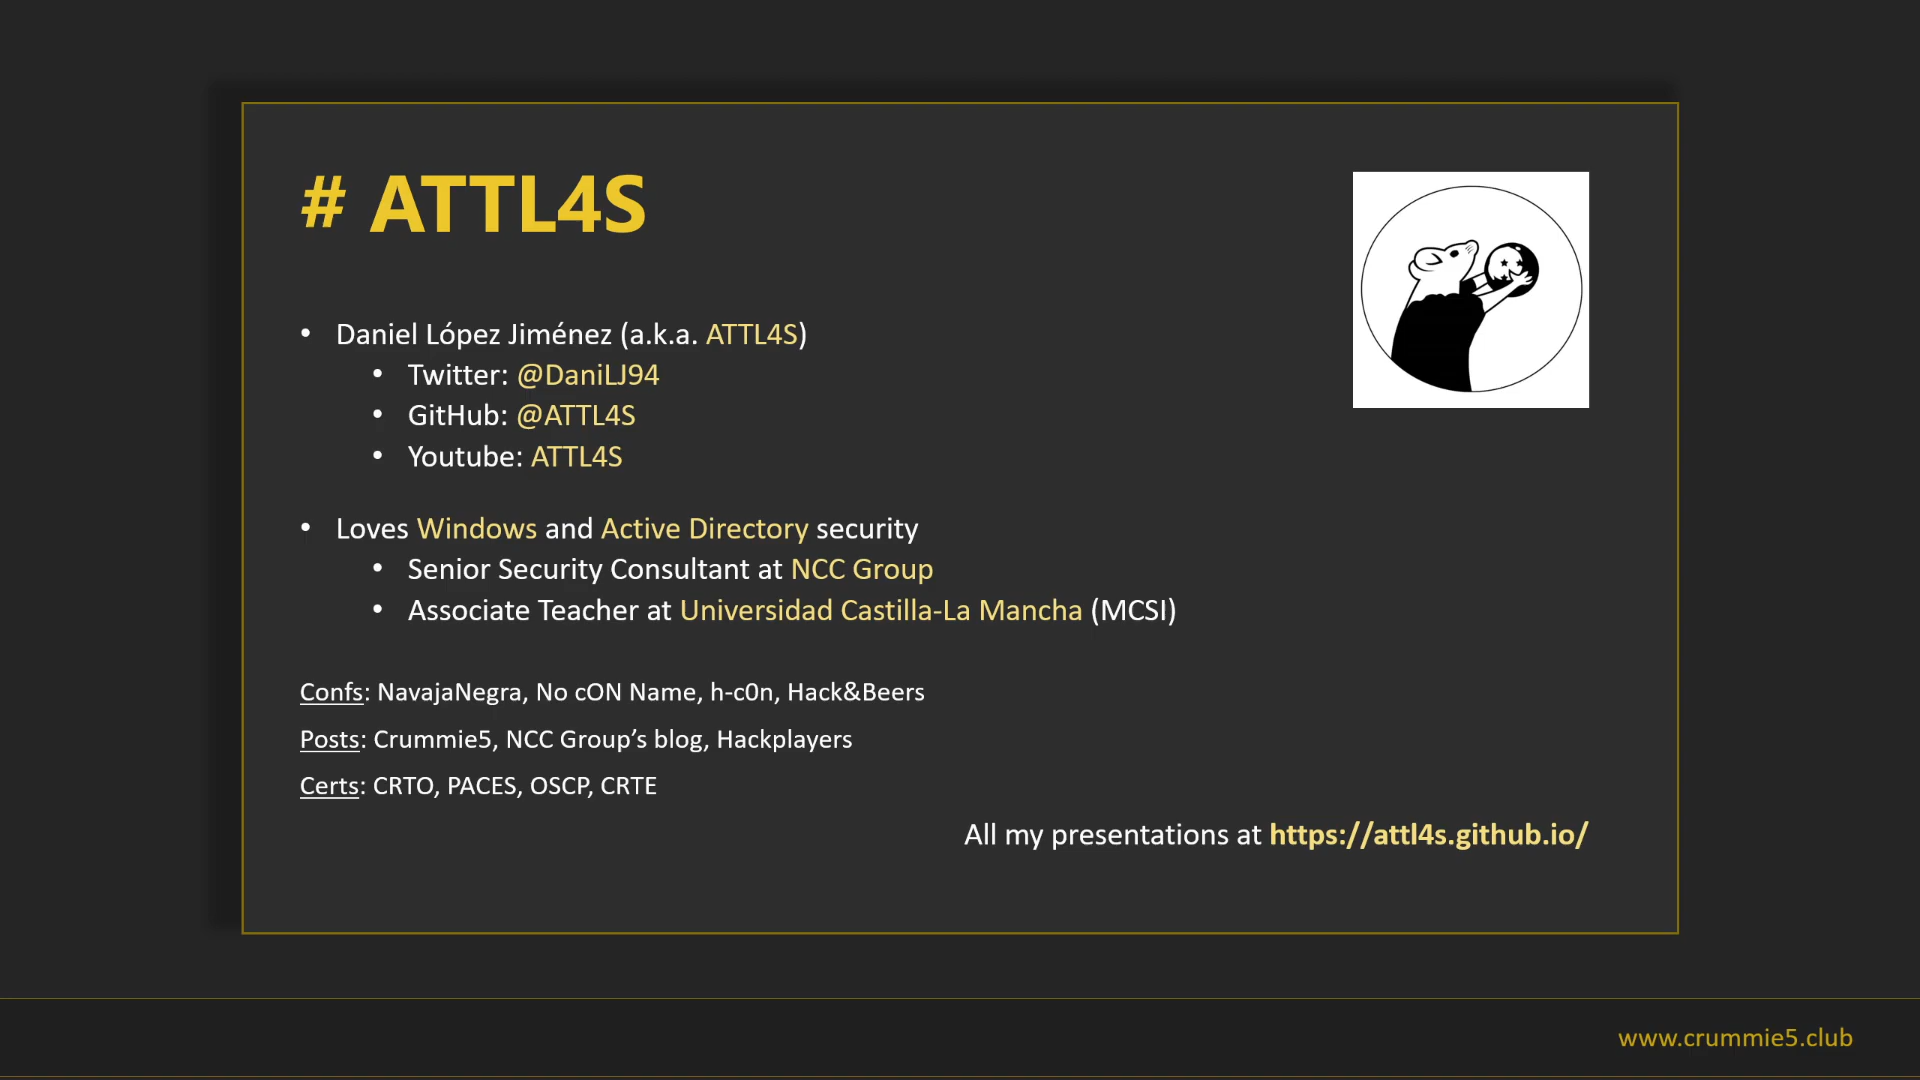 # ATTL4S
• Daniel López Jiménez (a.k.a. ATTL4S)
• Twitter: @DaniLJ94
• GitHub: @ATTL4S
• Youtube: ATTL4S
• Loves Windows and Active Directory security
• Senior Security Consultant at NCC Group
• Associate Teacher at Universidad Castilla-La Mancha (MCSI)
Confs: NavajaNegra, No cON Name, h-c0n, Hack&Beers
Posts: Crummie5, NCC Group’s blog, Hackplayers
Certs: CRTO, PACES, OSCP, CRTE
All my presentations at https://attl4s.github.io/
www.crummie5.club